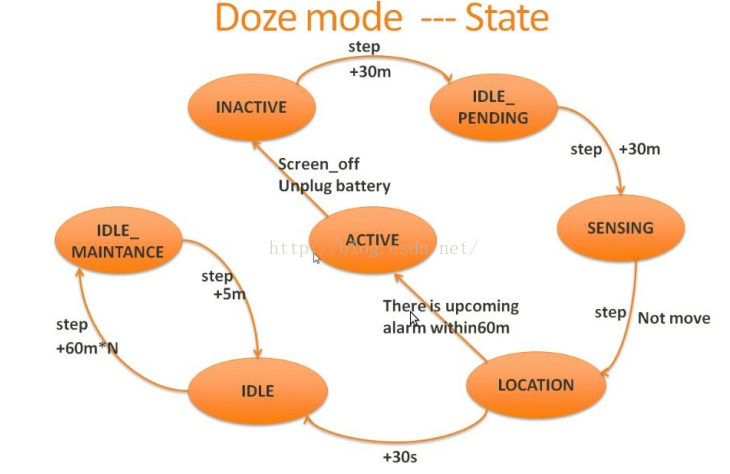 Doze mode --- State
step
+30m
INACTIVE
IDLE_
PENDING
step +30m
Screen_off
Unplug battery
SENSING
IDLE_
MAINTANCE
ACTIVE
http://blog.csdn.net/
step
+5m
There is upcoming
alarm within60m
step Not move
step
+60m*N
IDLE
LOCATION
+30s